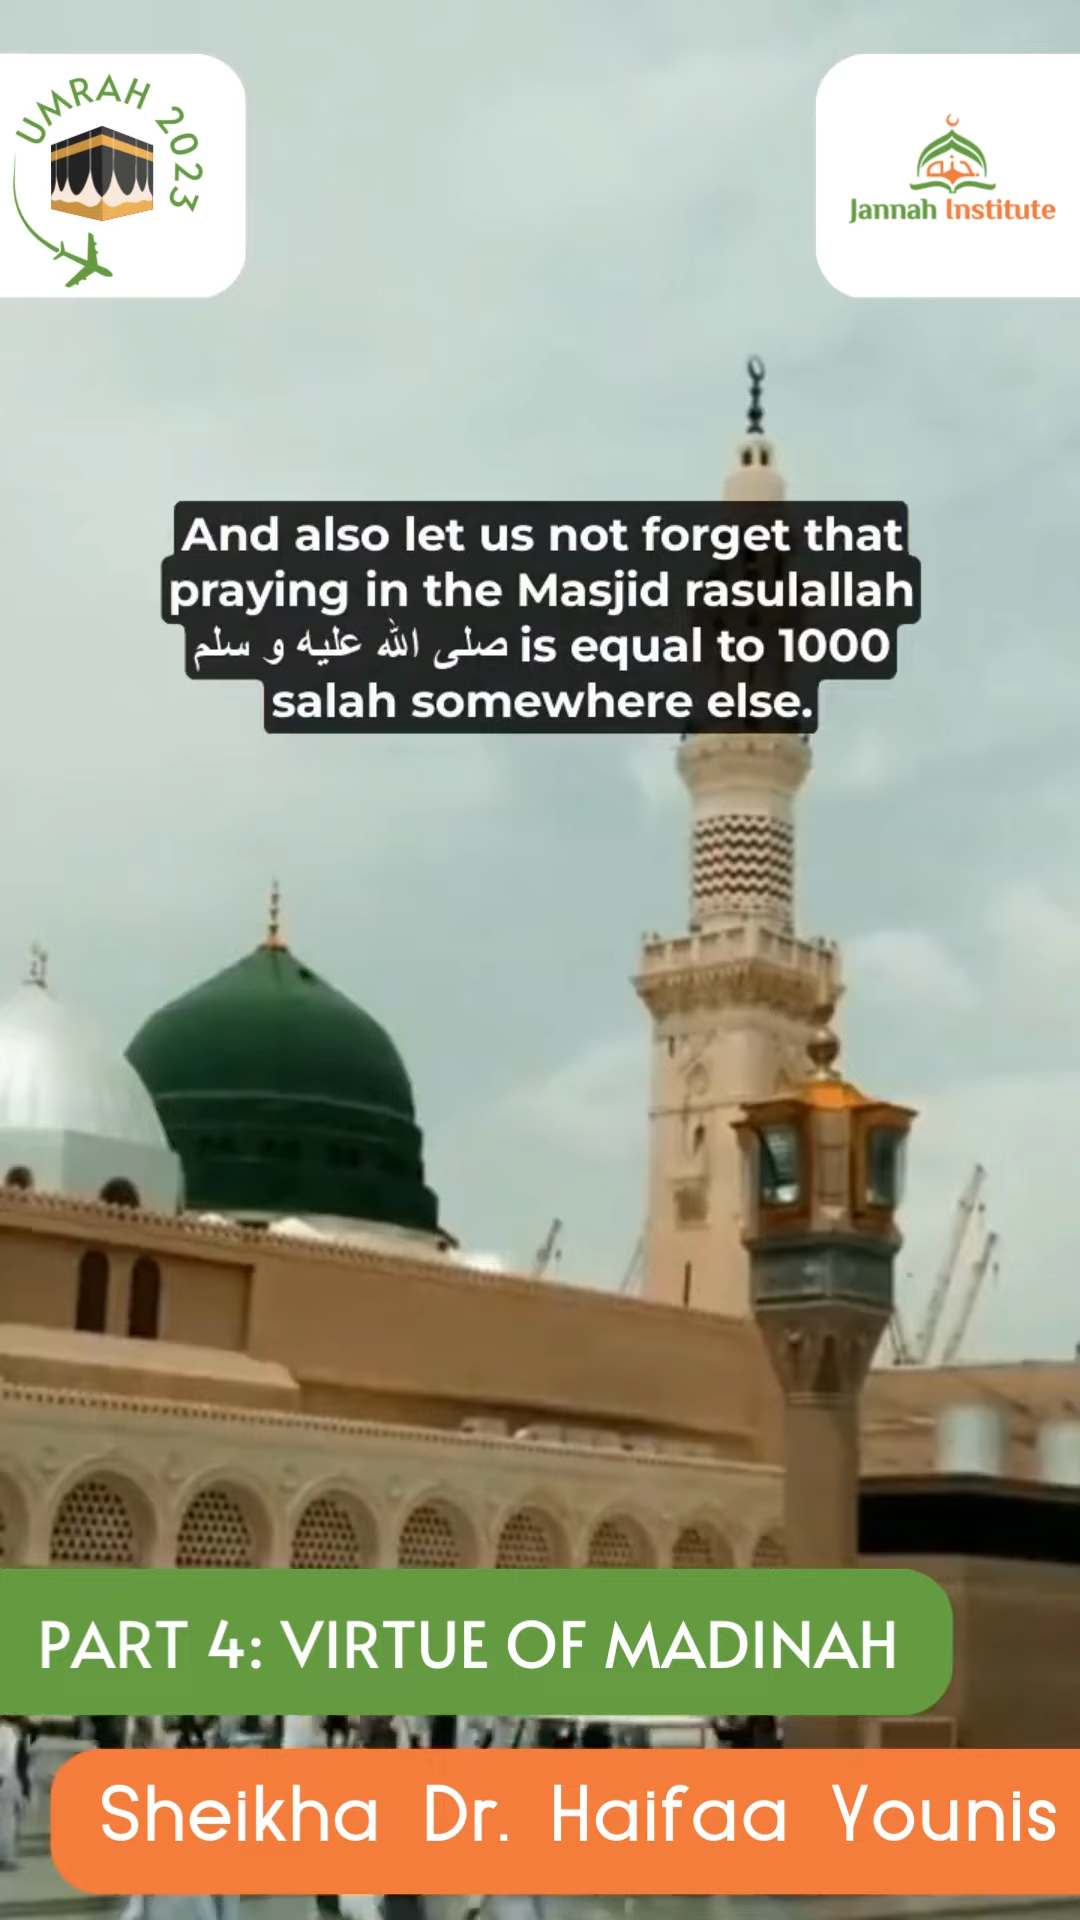 UMRAH 2023
جنة
Jannah Institute
And also let us not forget that
praying in the Masjid rasulallah
صلى الله عليه و سلم is equal to 1000
salah somewhere else.
PART 4: VIRTUE OF MADINAH
Sheikha Dr. Haifaa Younis